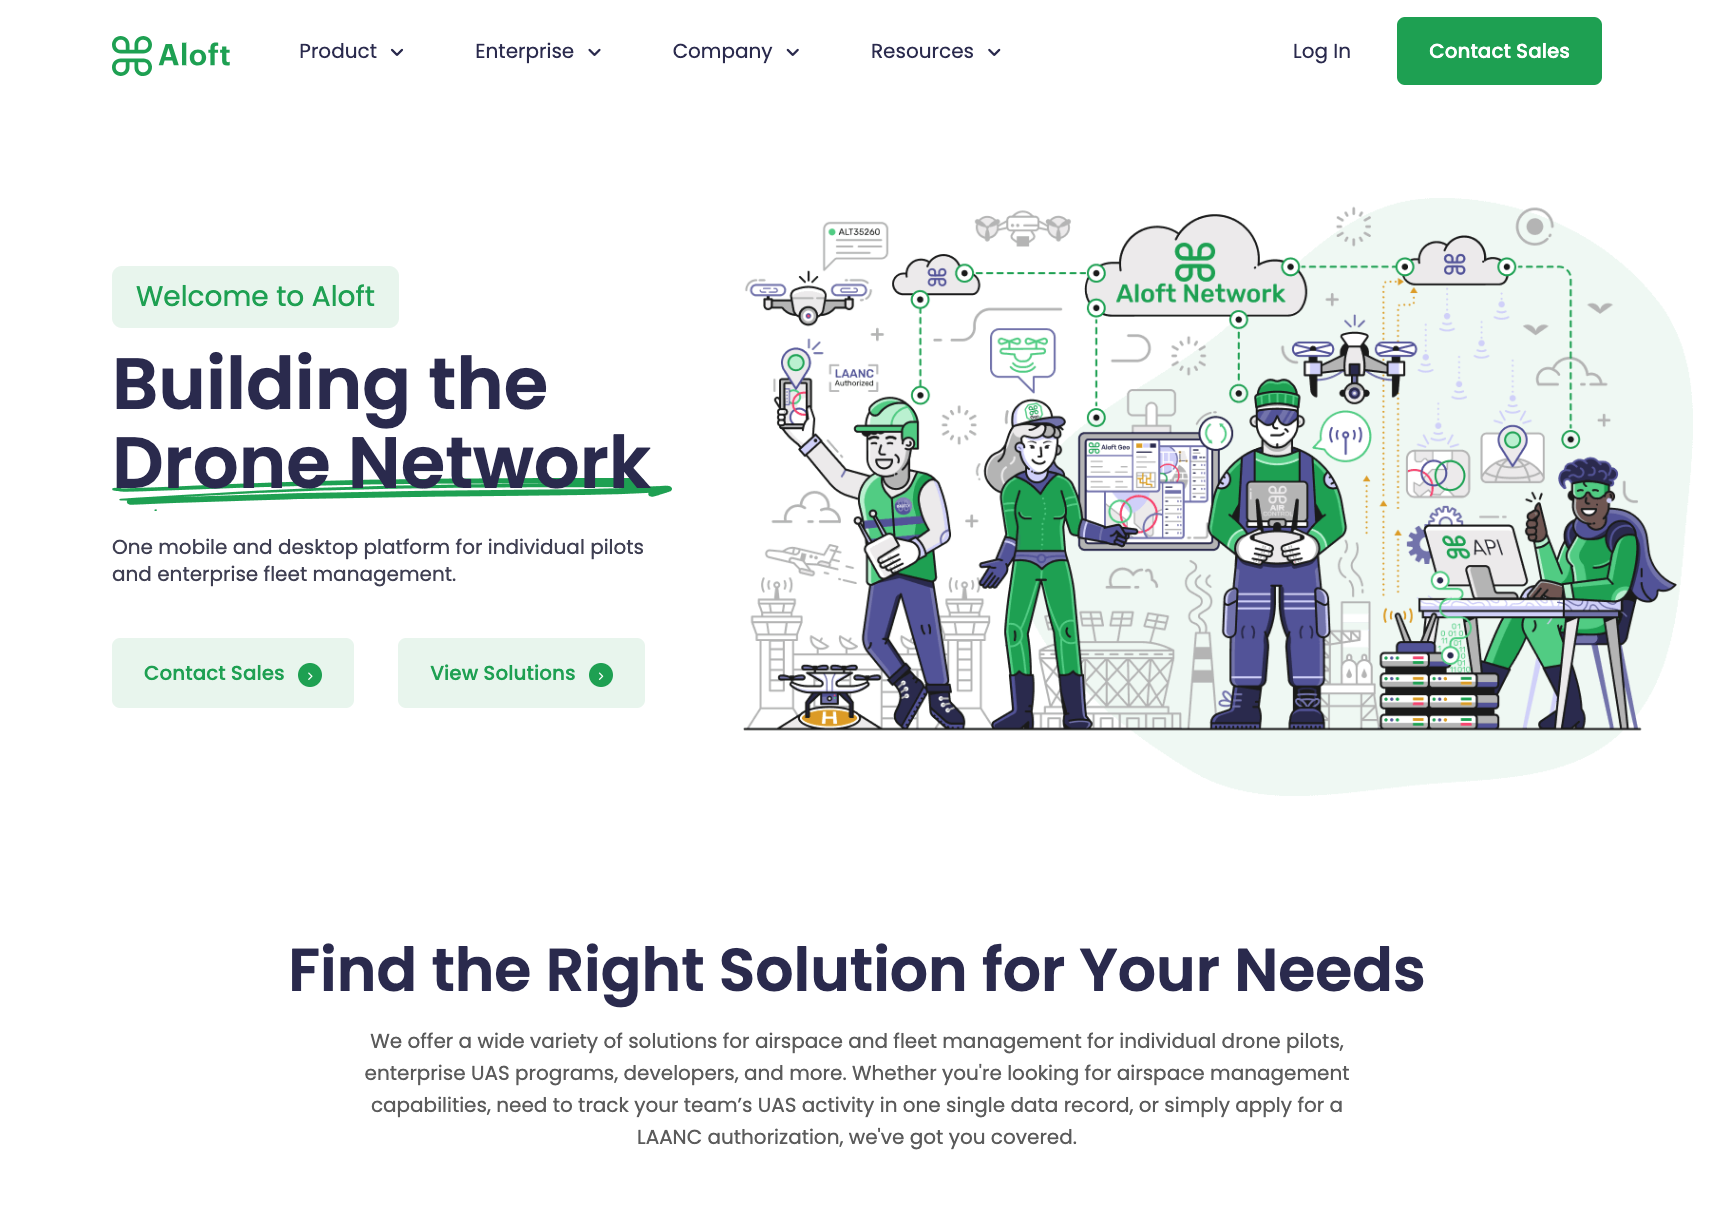 Aloft
Product
Enterprise
Company
Resources
Log In
Contact Sales
Welcome to Aloft
Building the
Drone Network
One mobile and desktop platform for individual pilots
and enterprise fleet management.
Contact Sales
View Solutions
ALT35260
Aloft Network
LAANC
Authorized
Aloft Geo
AIR
API
H
Find the Right Solution for Your Needs
We offer a wide variety of solutions for airspace and fleet management for individual drone pilots,
enterprise UAS programs, developers, and more. Whether you're looking for airspace management
capabilities, need to track your team’s UAS activity in one single data record, or simply apply for a
LAANC authorization, we've got you covered.